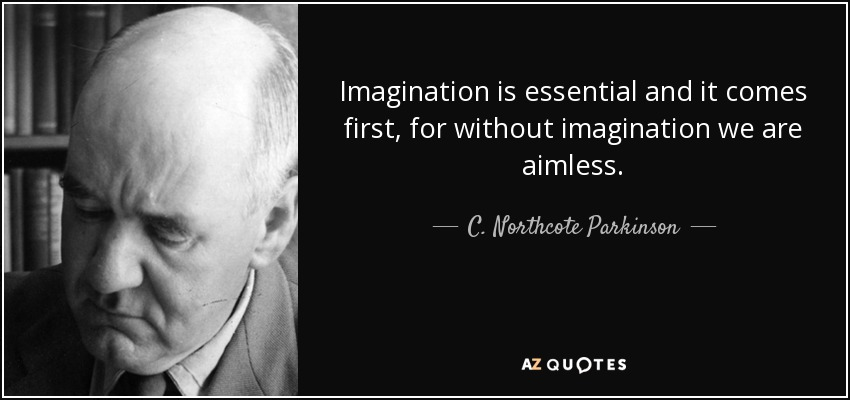 Imagination is essential and it comes
first, for without imagination we are
aimless.
— C. Northcote Parkinson —
AZ QUOTES